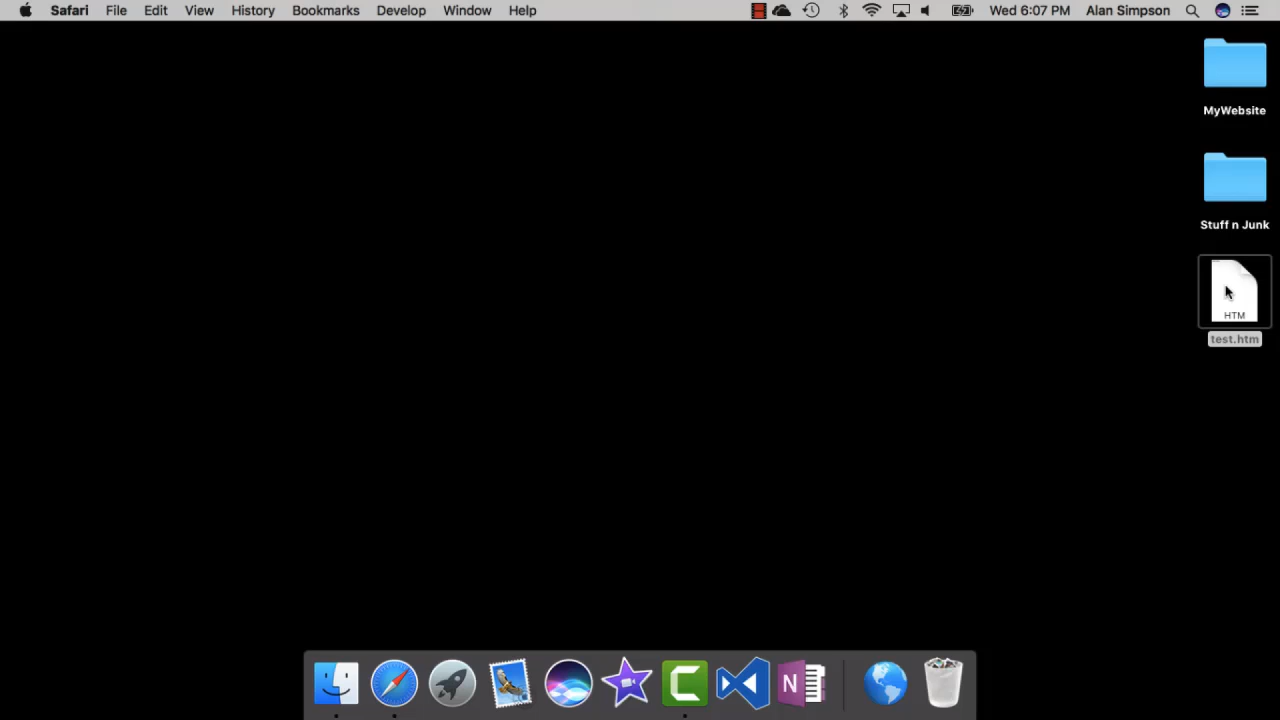 Safari File Edit View History Bookmarks Develop Window Help Wed 6:07 PM Alan Simpson
MyWebsite
Stuff n Junk
HTM
test.htm
C
N